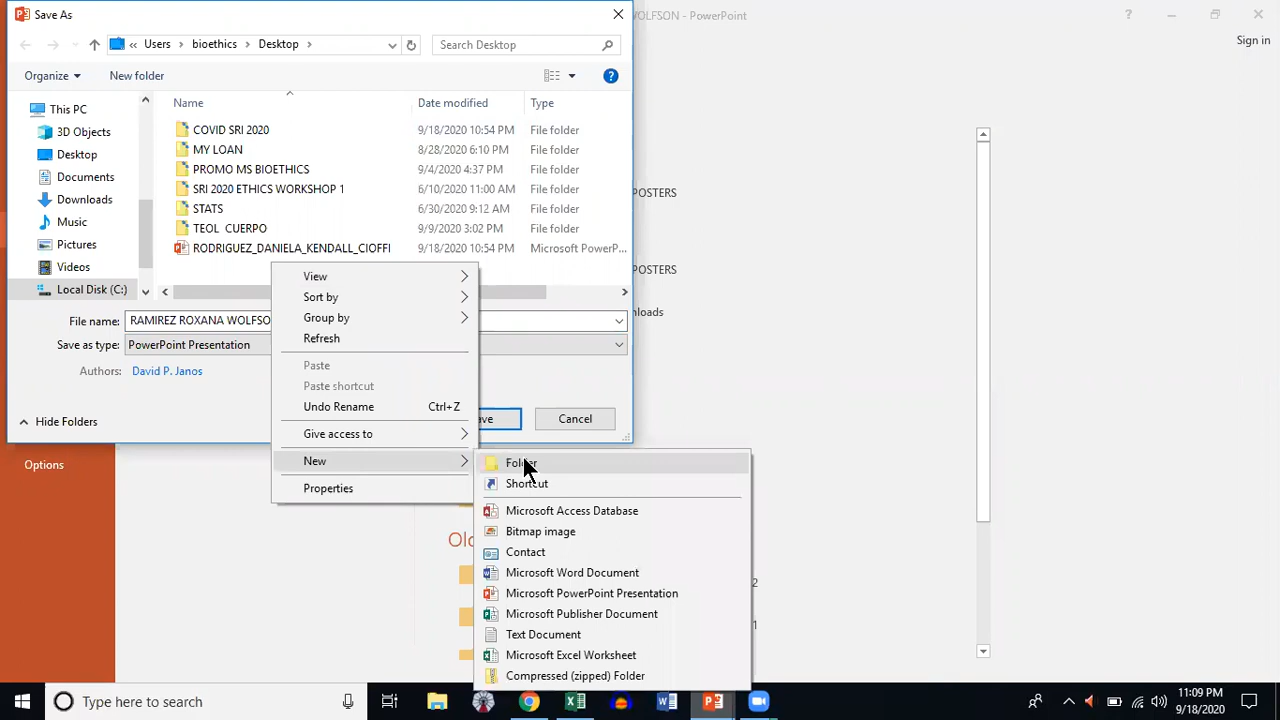 Save As
WOLFSON - PowerPoint
?
Sign in
« Users > bioethics > Desktop >
Search Desktop
Organize
New folder
?
This PC
3D Objects
Desktop
Documents
Downloads
Music
Pictures
Videos
Local Disk (C:)
Name Date modified Type
COVID SRI 2020 9/18/2020 10:54 PM File folder
MY LOAN 8/28/2020 6:10 PM File folder
PROMO MS BIOETHICS 9/4/2020 4:37 PM File folder
SRI 2020 ETHICS WORKSHOP 1 6/10/2020 11:00 AM File folder
STATS 6/30/2020 9:12 AM File folder
TEOL CUERPO 9/9/2020 3:02 PM File folder
RODRIGUEZ_DANIELA_KENDALL_CIOFFI 9/18/2020 10:54 PM Microsoft PowerP...
POSTERS
POSTERS
File name: RAMIREZ ROXANA WOLFSO
Save as type: PowerPoint Presentation
Authors: David P. Janos
Hide Folders
Cancel
View
Sort by
Group by
Refresh
Paste
Paste shortcut
Undo Rename Ctrl+Z
Give access to
New
Properties
Folder
Shortcut
Microsoft Access Database
Bitmap image
Contact
Microsoft Word Document
Microsoft PowerPoint Presentation
Microsoft Publisher Document
Text Document
Microsoft Excel Worksheet
Compressed (zipped) Folder
Options
2
1
Type here to search
11:09 PM
9/18/2020